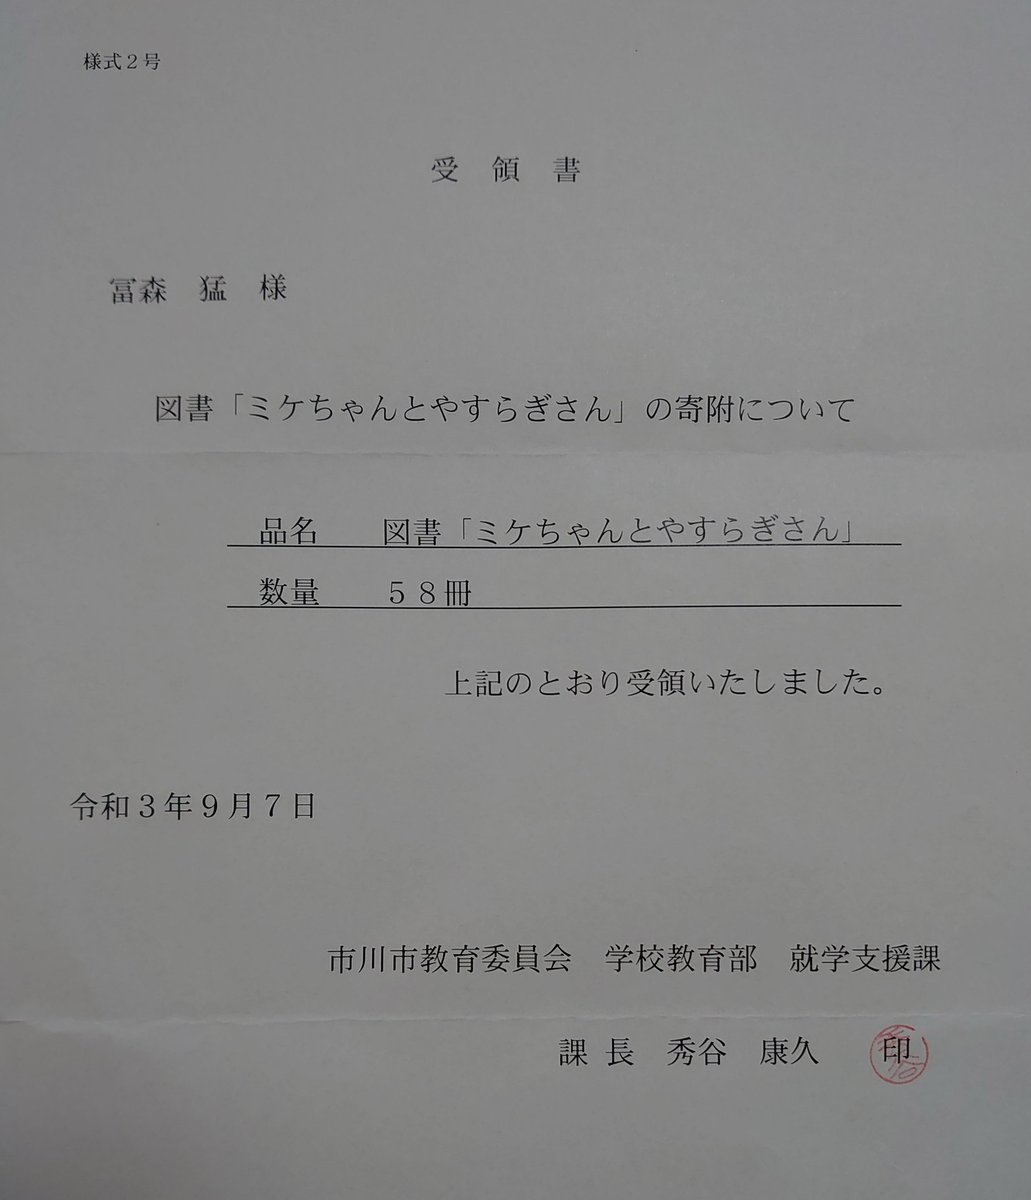 様式２号
受　領　書
冨森　猛　様
図書「ミケちゃんとやすらぎさん」の寄附について
品名　　図書「ミケちゃんとやすらぎさん」
数量　　５８冊
上記のとおり受領いたしました。
令和３年９月７日
市川市教育委員会　学校教育部　就学支援課
課 長　秀谷　康久　　印